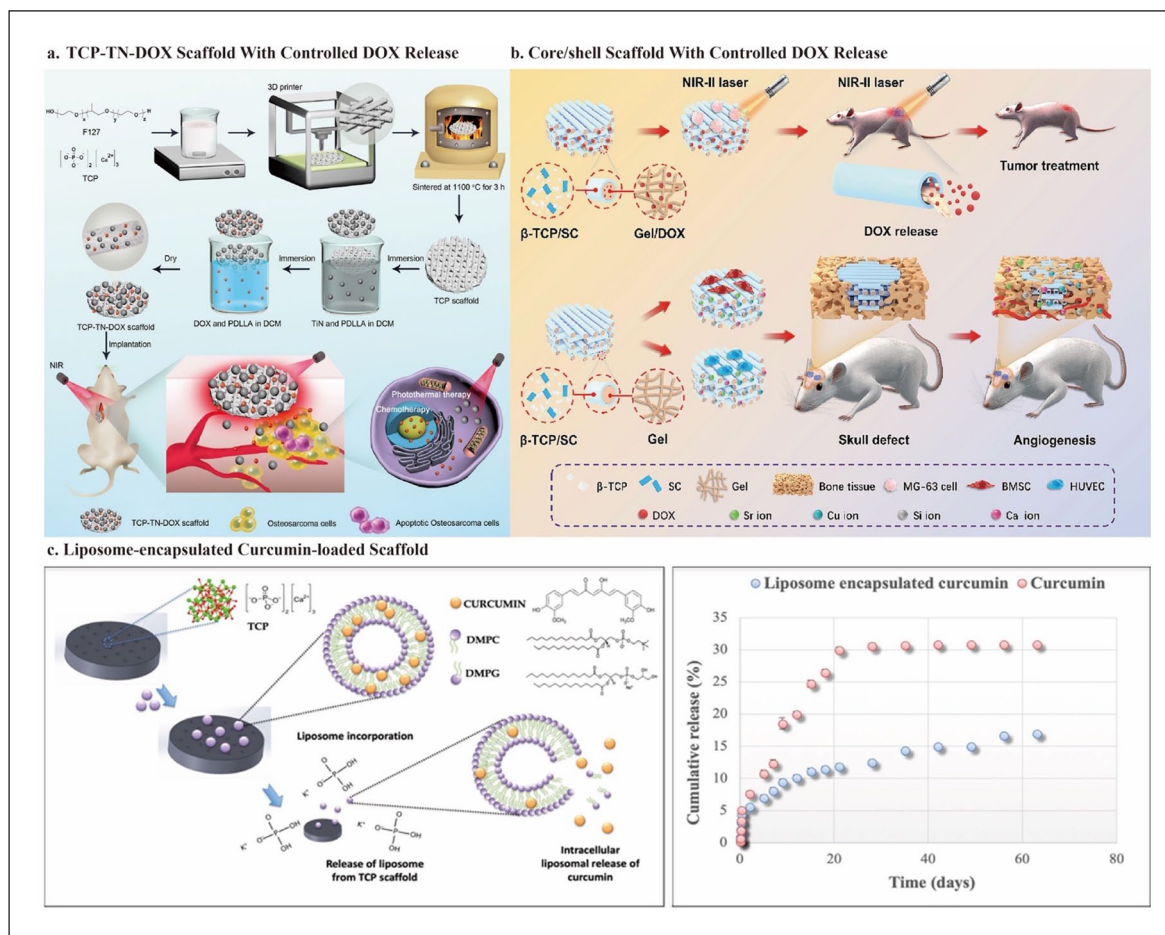 a. TCP-TN-DOX Scaffold With Controlled DOX Release
HO
O
x
O
y
O
z
H
F127
TCP
3D printer
Sintered at 1100 °C for 3 h
TCP scaffold
Immersion
TiN and PDLLA in DCM
Immersion
DOX and PDLLA in DCM
Dry
TCP-TN-DOX scaffold
Implantation
NIR
Photothermal therapy
Chemotherapy
TCP-TN-DOX scaffold
Osteosarcoma cells
Apoptotic Osteosarcoma cells
b. Core/shell Scaffold With Controlled DOX Release
NIR-II laser
NIR-II laser
Tumor treatment
β-TCP/SC
Gel/DOX
DOX release
β-TCP/SC
Gel
Skull defect
Angiogenesis
β-TCP
SC
Gel
Bone tissue
MG-63 cell
BMSC
HUVEC
DOX
Sr ion
Cu ion
Si ion
Ca ion
c. Liposome-encapsulated Curcumin-loaded Scaffold
TCP
CURCUMIN
DMPC
DMPG
Liposome incorporation
Release of liposome
from TCP scaffold
Intracellular
liposomal release of
curcumin
Liposome encapsulated curcumin
Curcumin
Cumulative release (%)
35
30
25
20
15
10
5
0
0
20
40
60
80
Time (days)